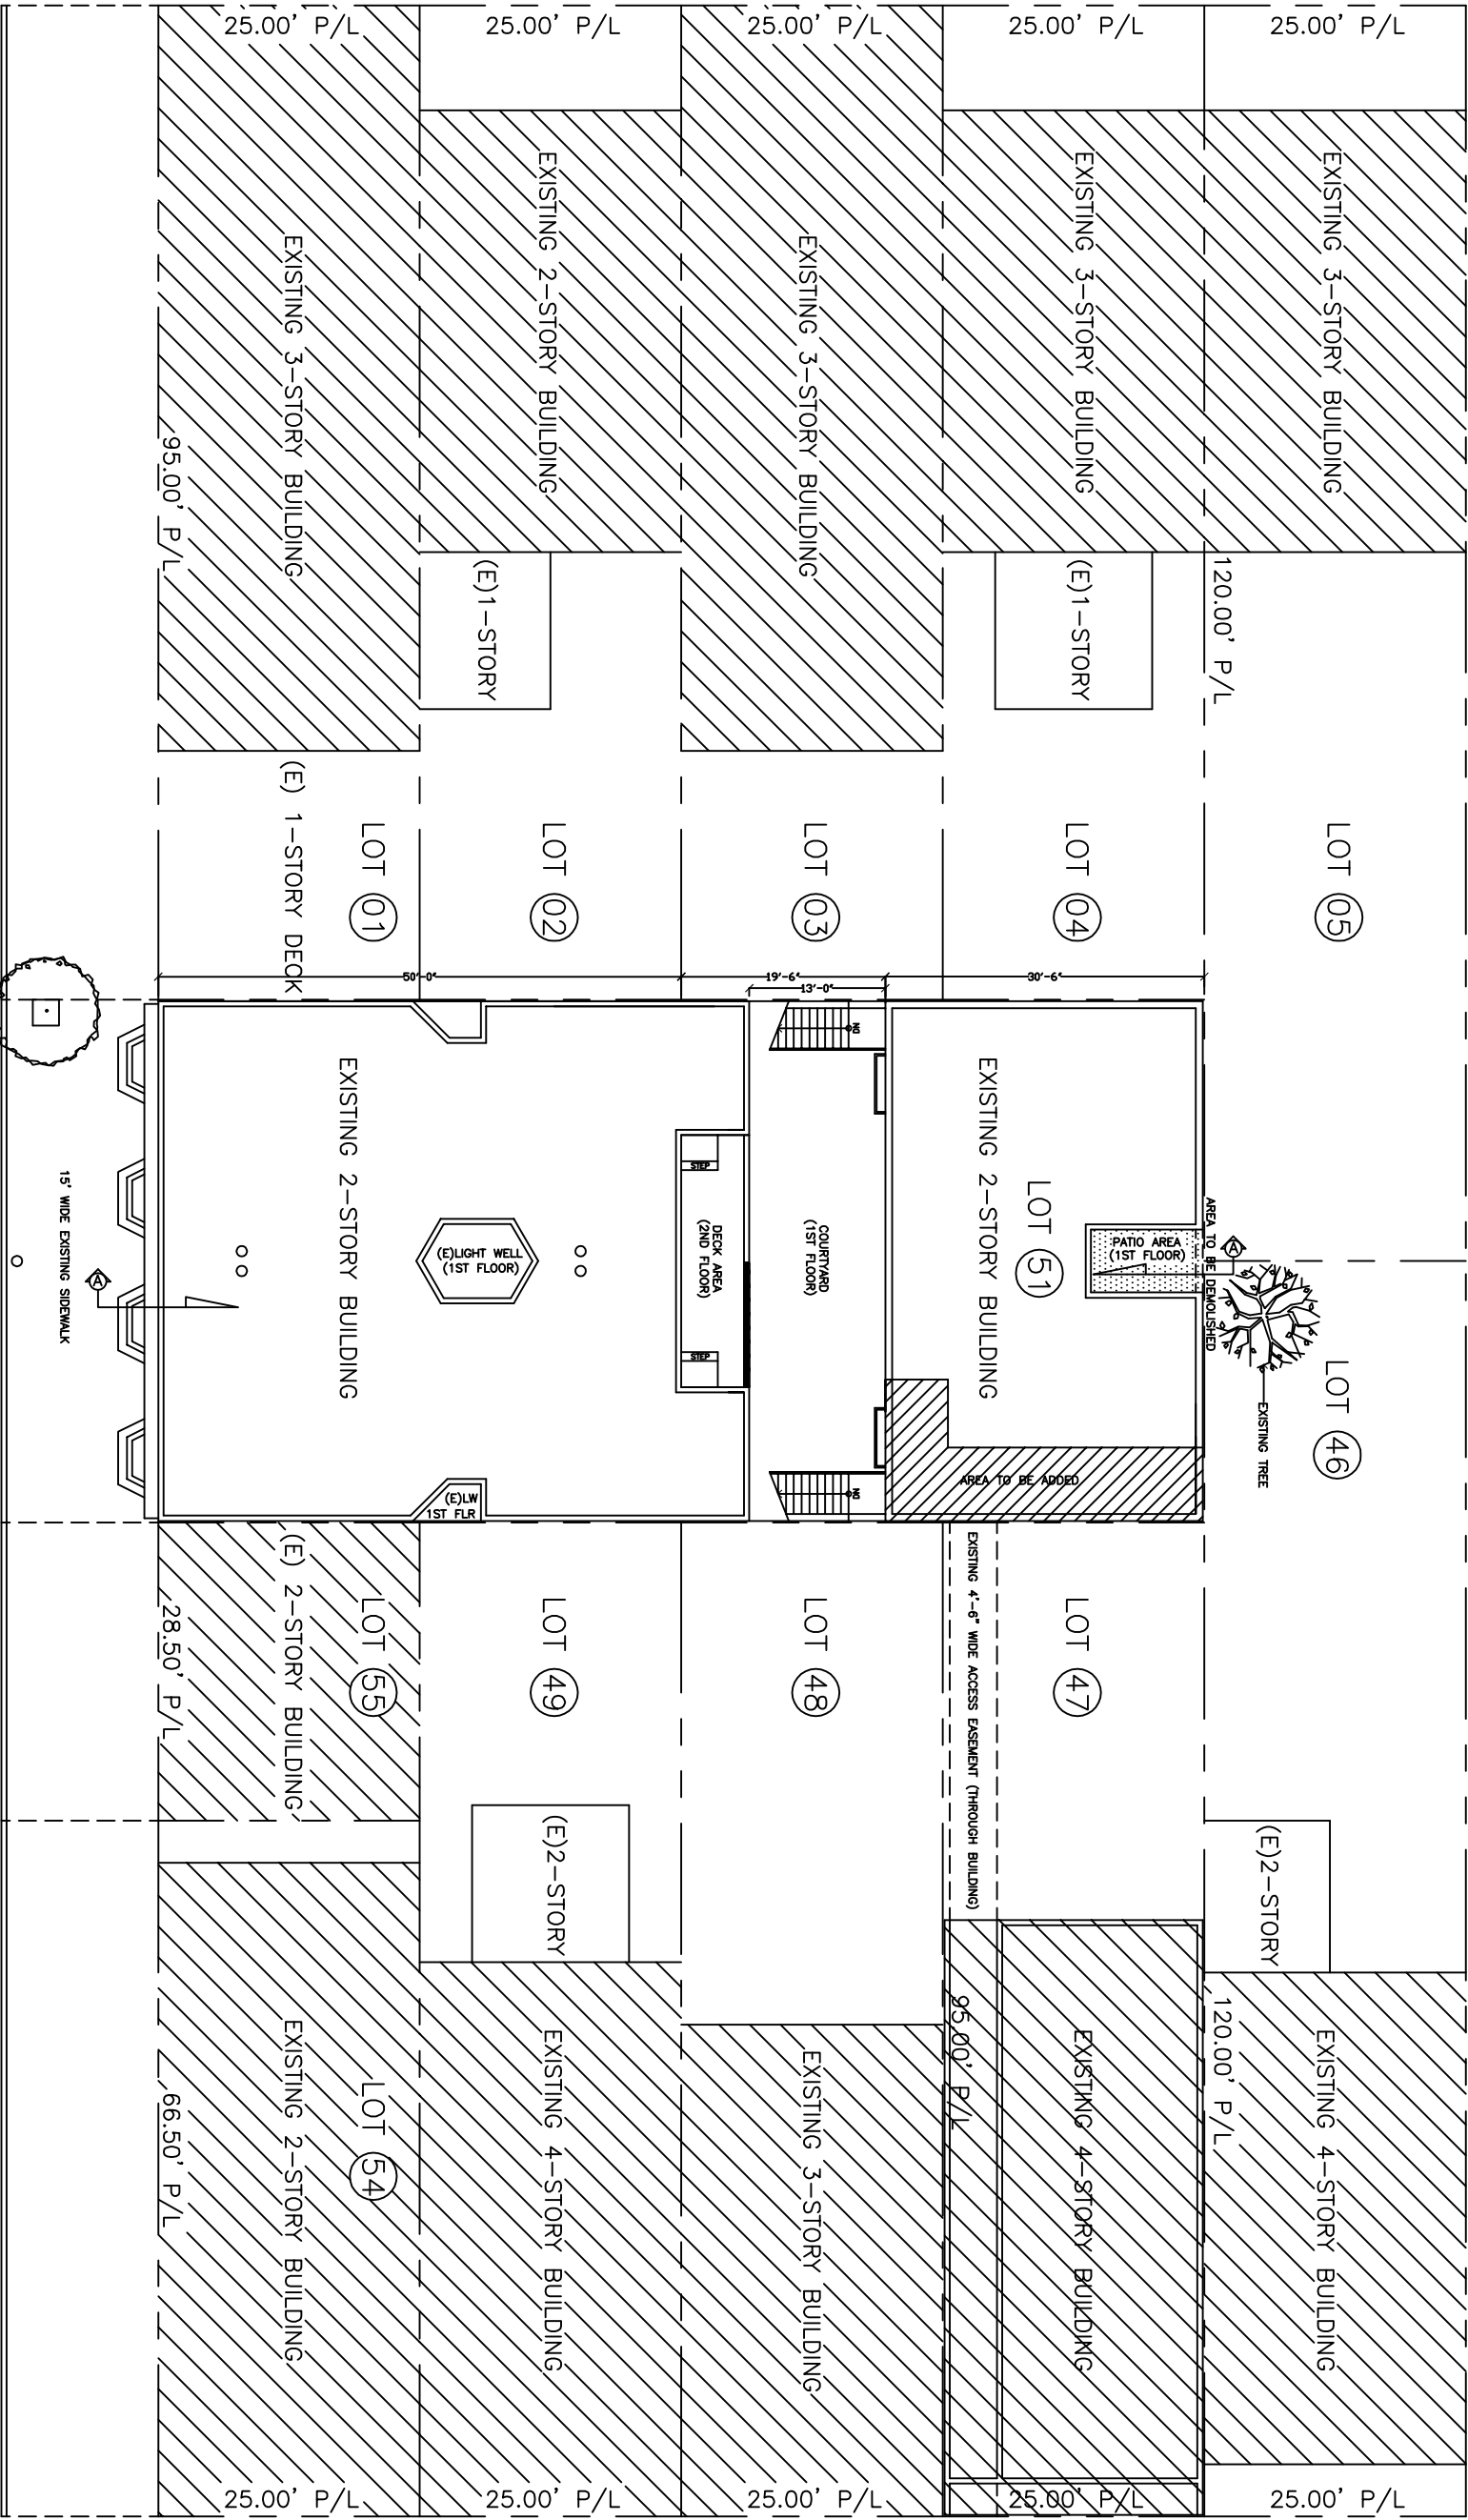 25.00' P/L
25.00' P/L
25.00' P/L
25.00' P/L
25.00' P/L
EXISTING 3-STORY BUILDING
EXISTING 2-STORY BUILDING
EXISTING 3-STORY BUILDING
EXISTING 3-STORY BUILDING
EXISTING 3-STORY BUILDING
95.00' P/L
(E)1-STORY
(E)1-STORY
120.00' P/L
(E) 1-STORY DECK
LOT 01
LOT 02
LOT 03
LOT 04
LOT 05
50'-0"
19'-6"
13'-0"
30'-6"
DN
EXISTING 2-STORY BUILDING
EXISTING 2-STORY BUILDING
STEP
15' WIDE EXISTING SIDEWALK
A
(E)LIGHT WELL
(1ST FLOOR)
DECK AREA
(2ND FLOOR)
COURTYARD
(1ST FLOOR)
LOT 51
PATIO AREA
(1ST FLOOR)
AREA TO BE DEMOLISHED
A
STEP
LOT 46
EXISTING TREE
AREA TO BE ADDED
DN
(E)LW
1ST FLR
(E) 2-STORY BUILDING
28.50' P/L
LOT 55
LOT 49
LOT 48
EXISTING 4'-6" WIDE ACCESS EASEMENT (THROUGH BUILDING)
LOT 47
(E)2-STORY
(E)2-STORY
95.00' P/L
120.00' P/L
EXISTING 2-STORY BUILDING
66.50' P/L
LOT 54
EXISTING 4-STORY BUILDING
EXISTING 3-STORY BUILDING
EXISTING 4-STORY BUILDING
EXISTING 4-STORY BUILDING
25.00' P/L
25.00' P/L
25.00' P/L
25.00' P/L
25.00' P/L